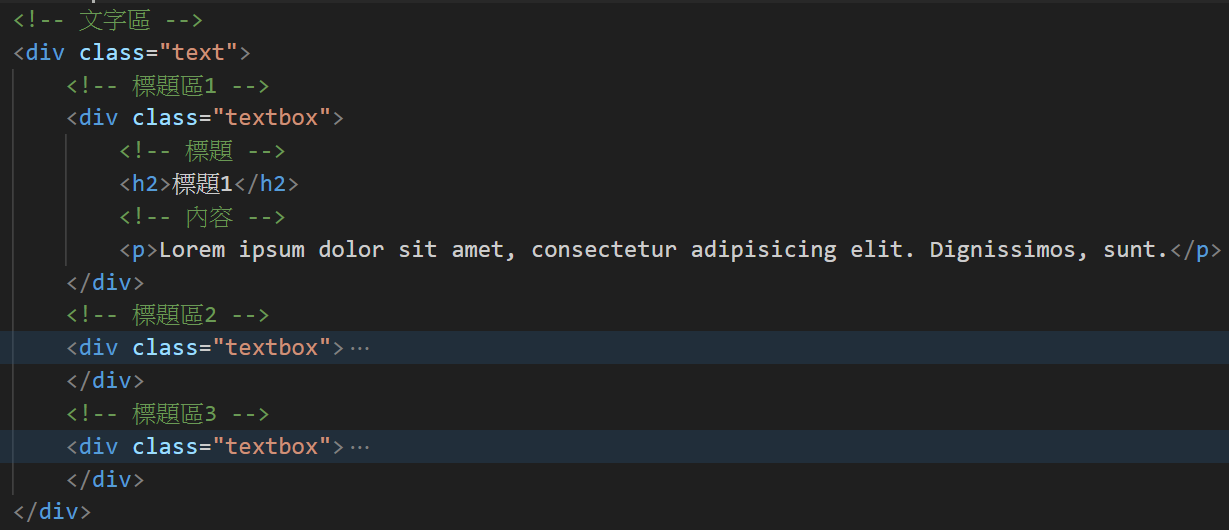 <!-- 文字區 -->
<div class="text">
<!-- 標題區1 -->
<div class="textbox">
<!-- 標題 -->
<h2>標題1</h2>
<!-- 內容 -->
<p>Lorem ipsum dolor sit amet, consectetur adipisicing elit. Dignissimos, sunt.</p>
</div>
<!-- 標題區2 -->
<div class="textbox">…
</div>
<!-- 標題區3 -->
<div class="textbox">…
</div>
</div>